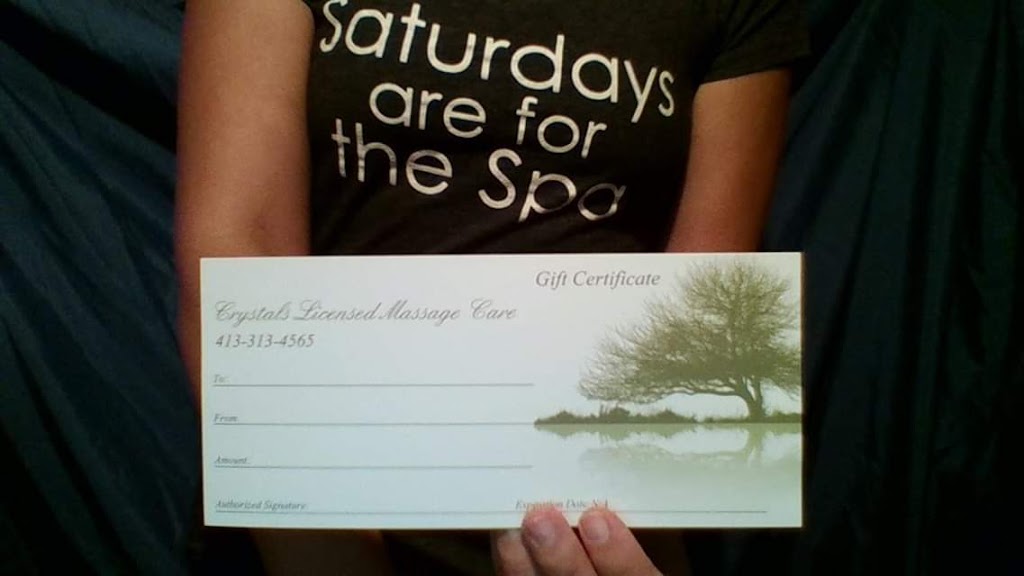 Saturdays
are for
the Spa
Gift Certificate
Crystals Licensed Massage Care
413-313-4565
To:
From:
Amount:
Authorized Signature:
Expiration Date: N/A